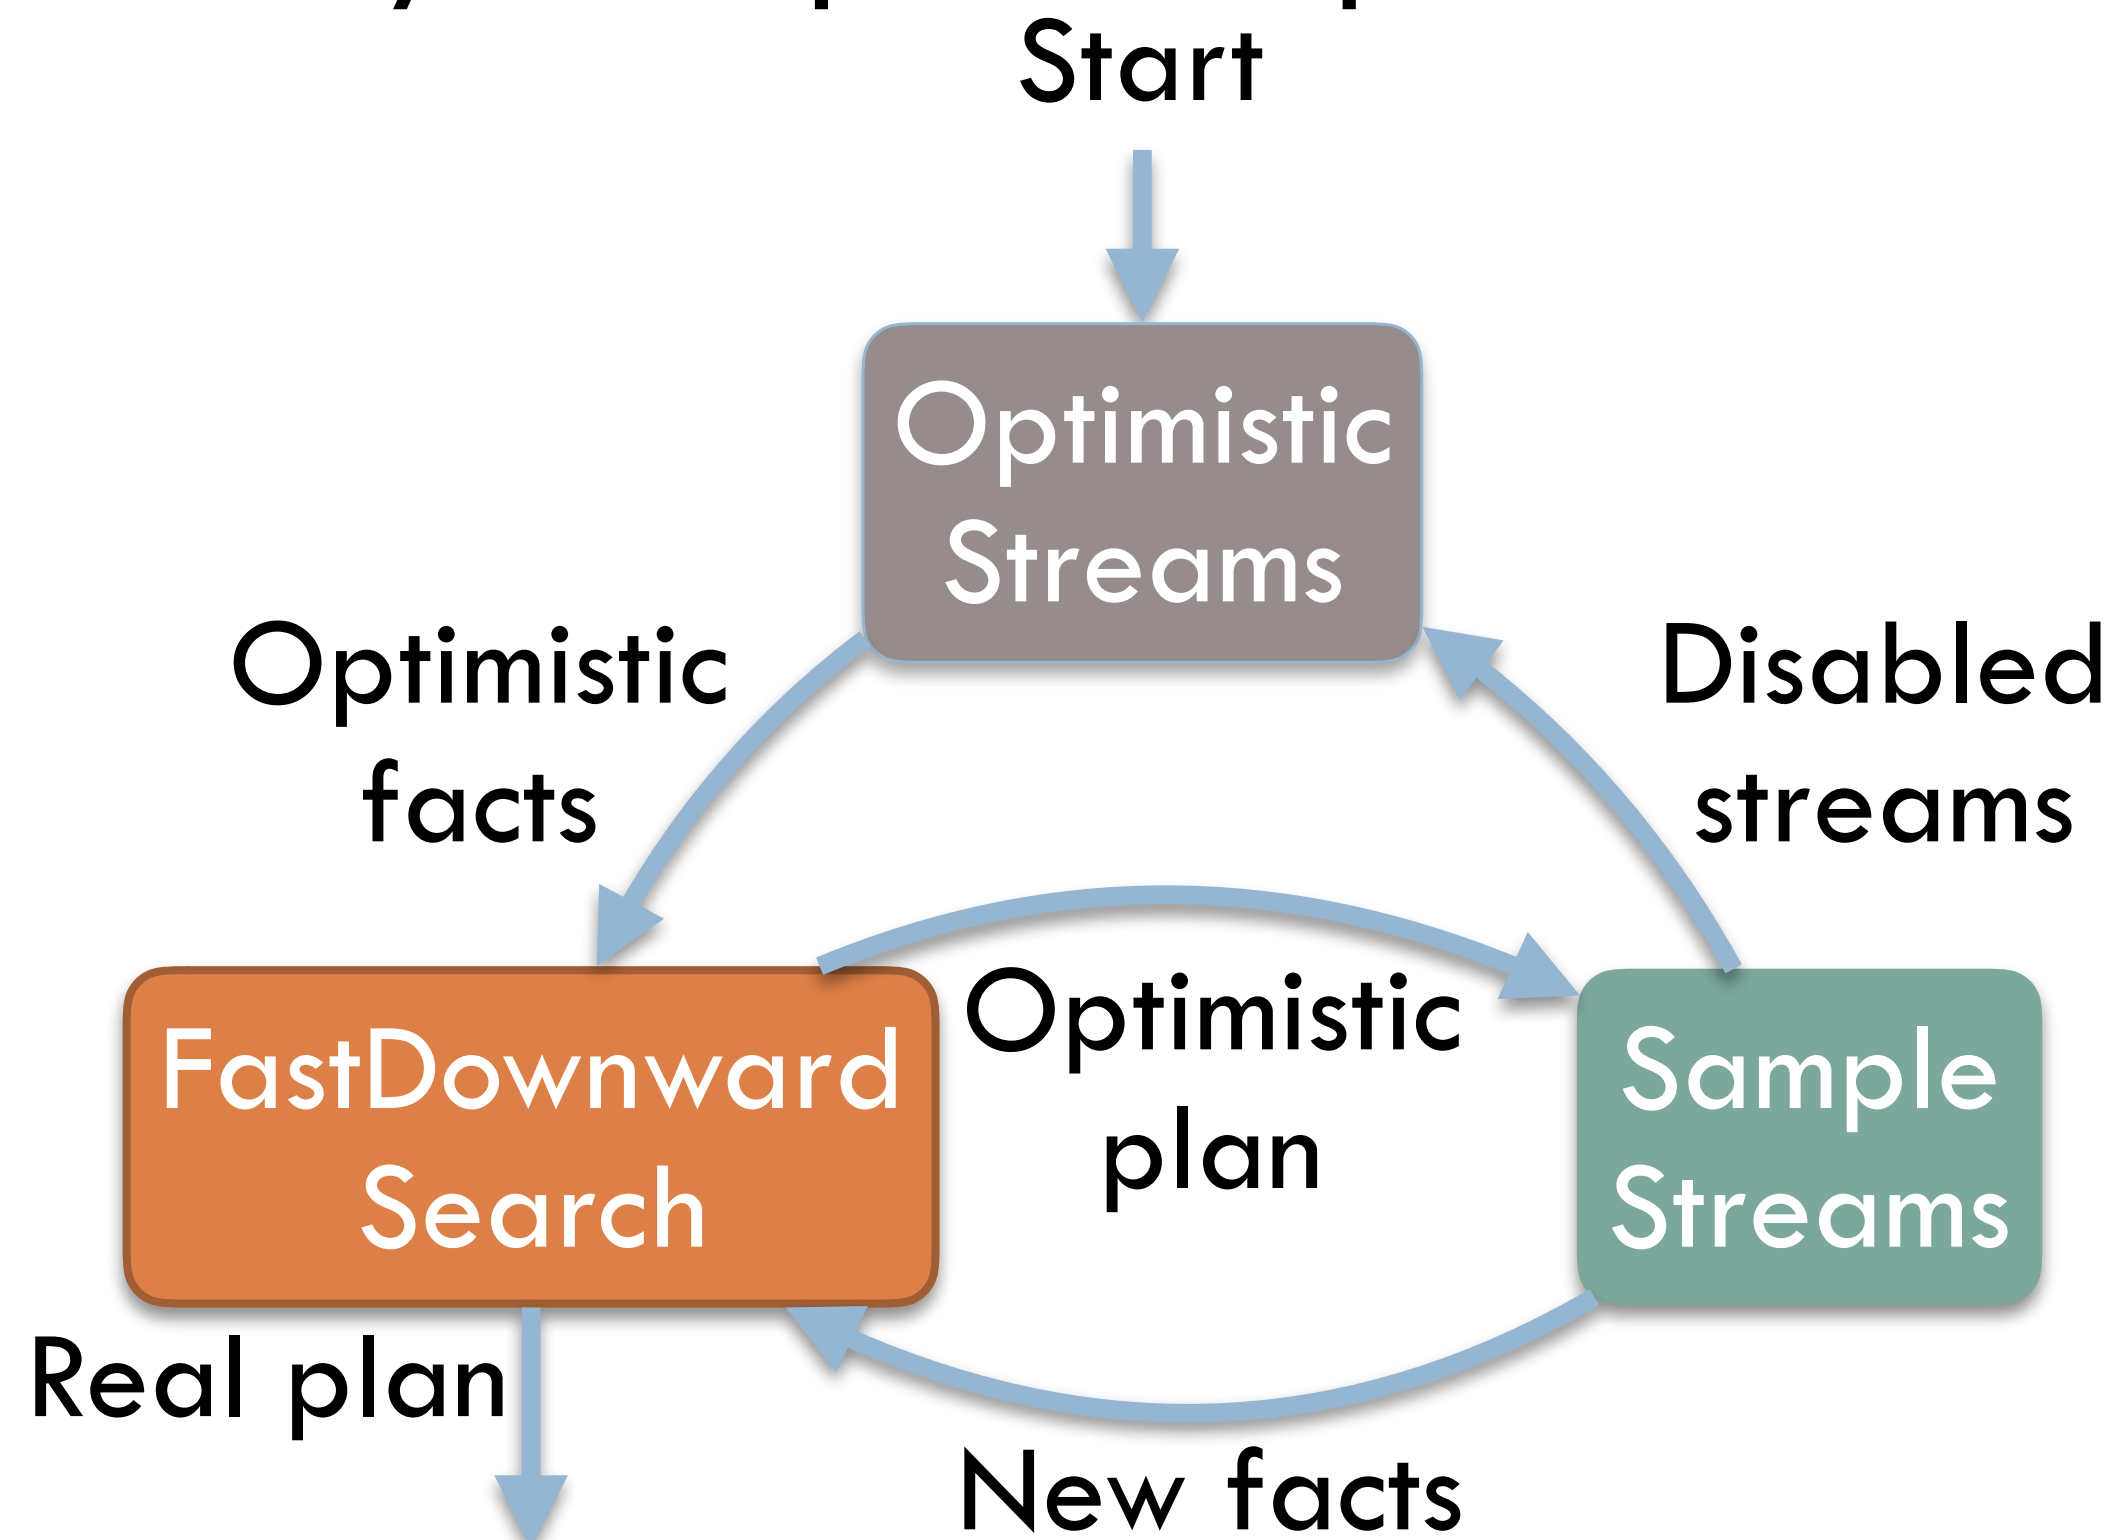 Start
Optimistic
Streams
Optimistic
facts
Disabled
streams
FastDownward
Search
Optimistic
plan
Sample
Streams
Real plan
New facts